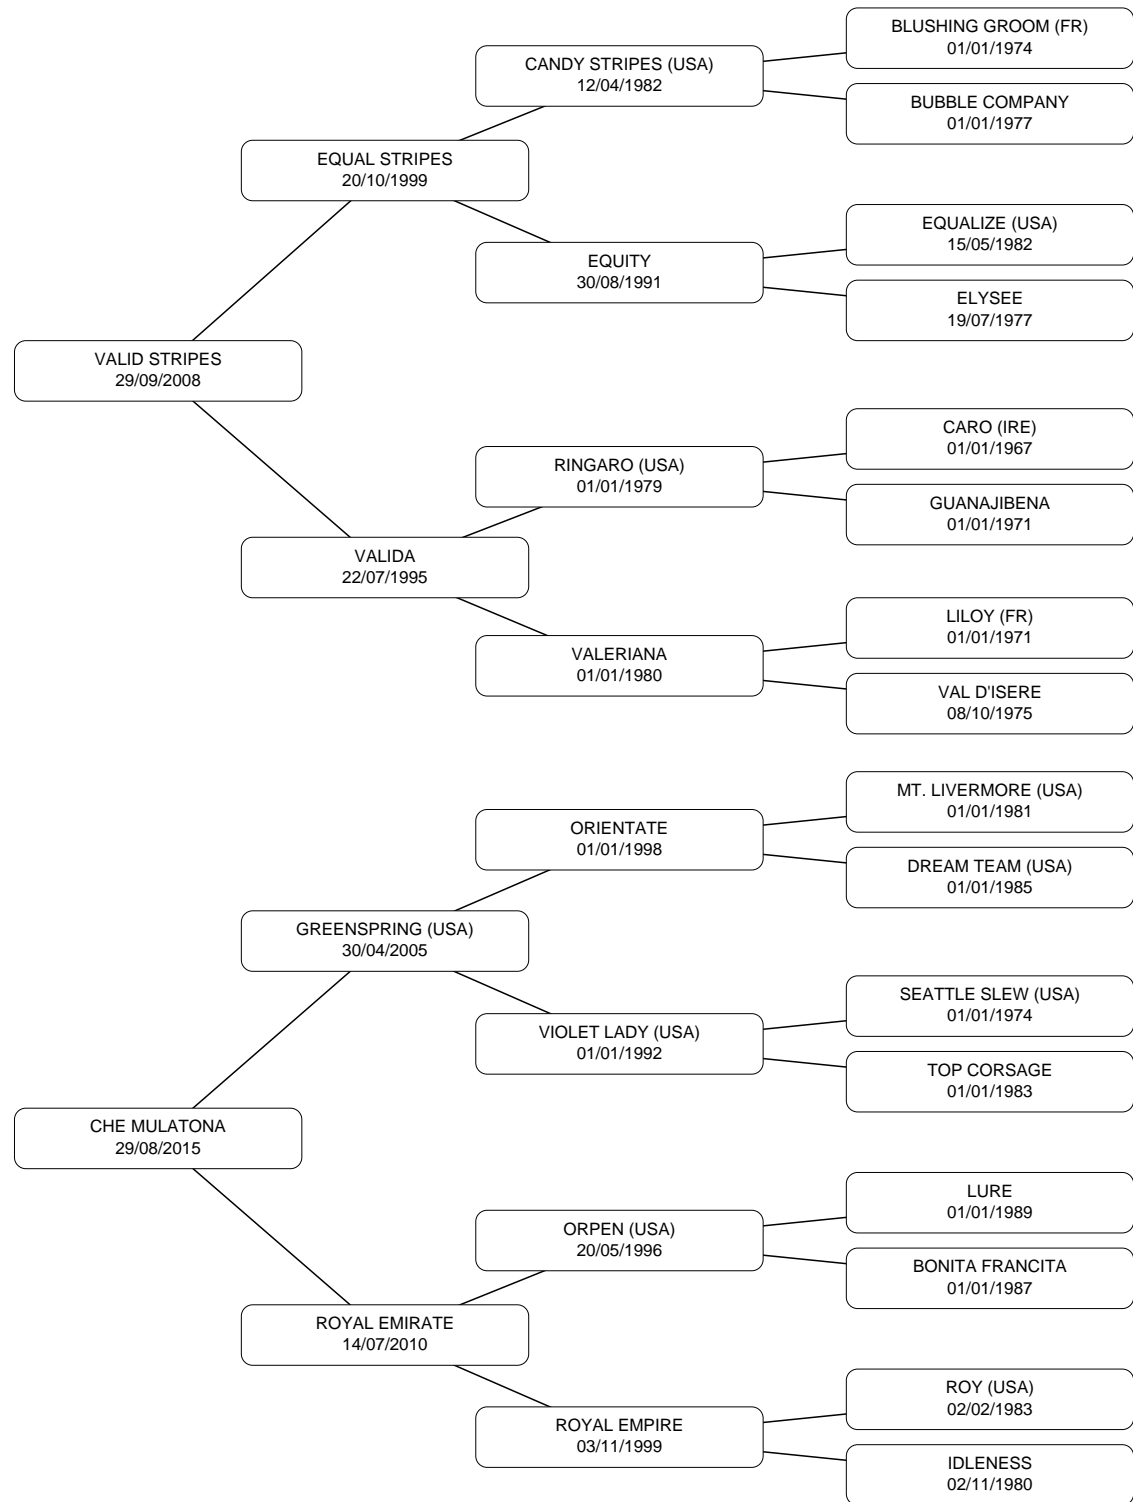 BLUSHING GROOM (FR)
01/01/1974
CANDY STRIPES (USA)
12/04/1982
BUBBLE COMPANY
01/01/1977
EQUAL STRIPES
20/10/1999
EQUALIZE (USA)
15/05/1982
EQUITY
30/08/1991
ELYSEE
19/07/1977
VALID STRIPES
29/09/2008
CARO (IRE)
01/01/1967
RINGARO (USA)
01/01/1979
GUANAJIBENA
01/01/1971
VALIDA
22/07/1995
LILOY (FR)
01/01/1971
VALERIANA
01/01/1980
VAL D'ISERE
08/10/1975
MT. LIVERMORE (USA)
01/01/1981
ORIENTATE
01/01/1998
DREAM TEAM (USA)
01/01/1985
GREENSPRING (USA)
30/04/2005
SEATTLE SLEW (USA)
01/01/1974
VIOLET LADY (USA)
01/01/1992
TOP CORSAGE
01/01/1983
CHE MULATONA
29/08/2015
LURE
01/01/1989
ORPEN (USA)
20/05/1996
BONITA FRANCITA
01/01/1987
ROYAL EMIRATE
14/07/2010
ROY (USA)
02/02/1983
ROYAL EMPIRE
03/11/1999
IDLENESS
02/11/1980